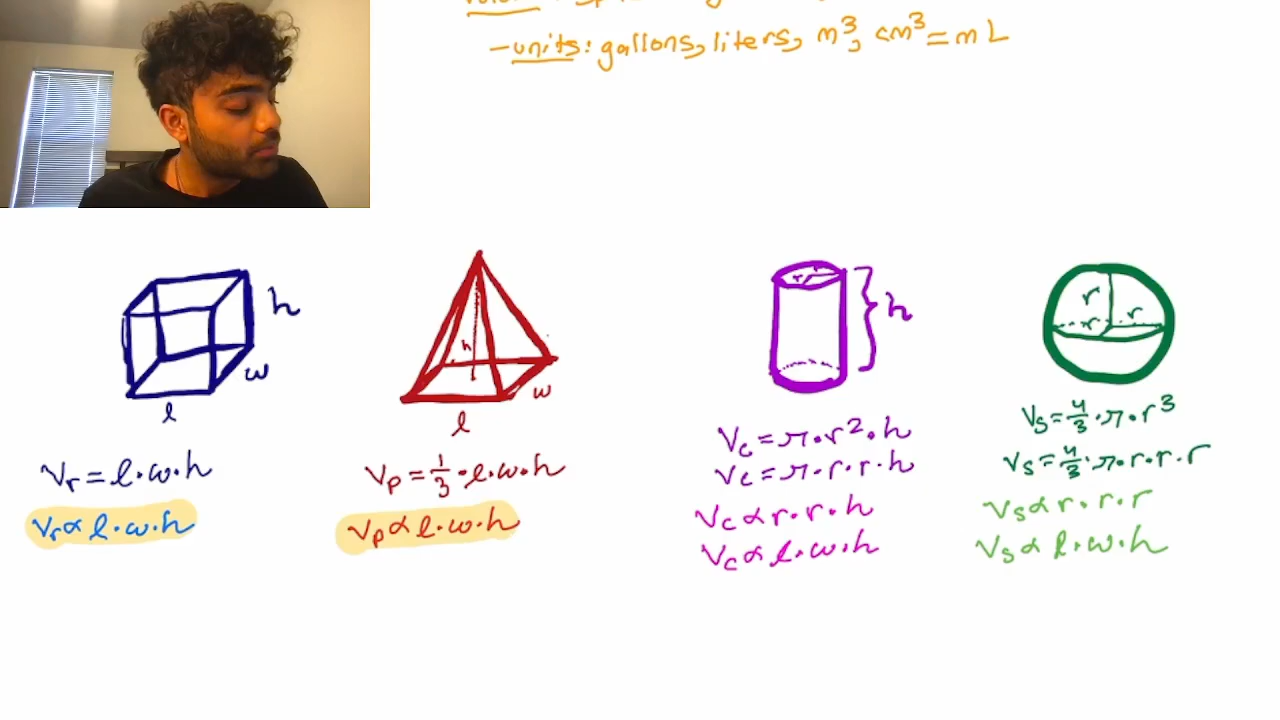 – units: gallons, liters, m³, cm³ = mL
h
w
l
Vr = l·w·h
Vr ∝ l·w·h
h
w
l
Vp = 1/3·l·w·h
Vp ∝ l·w·h
r
h
Vc = π·r²·h
Vc = π·r·r·h
Vc ∝ r·r·h
Vc ∝ l·w·h
r
r
r
Vs = 4/3·π·r³
Vs = 4/3·π·r·r·r
Vs ∝ r·r·r
Vs ∝ l·w·h